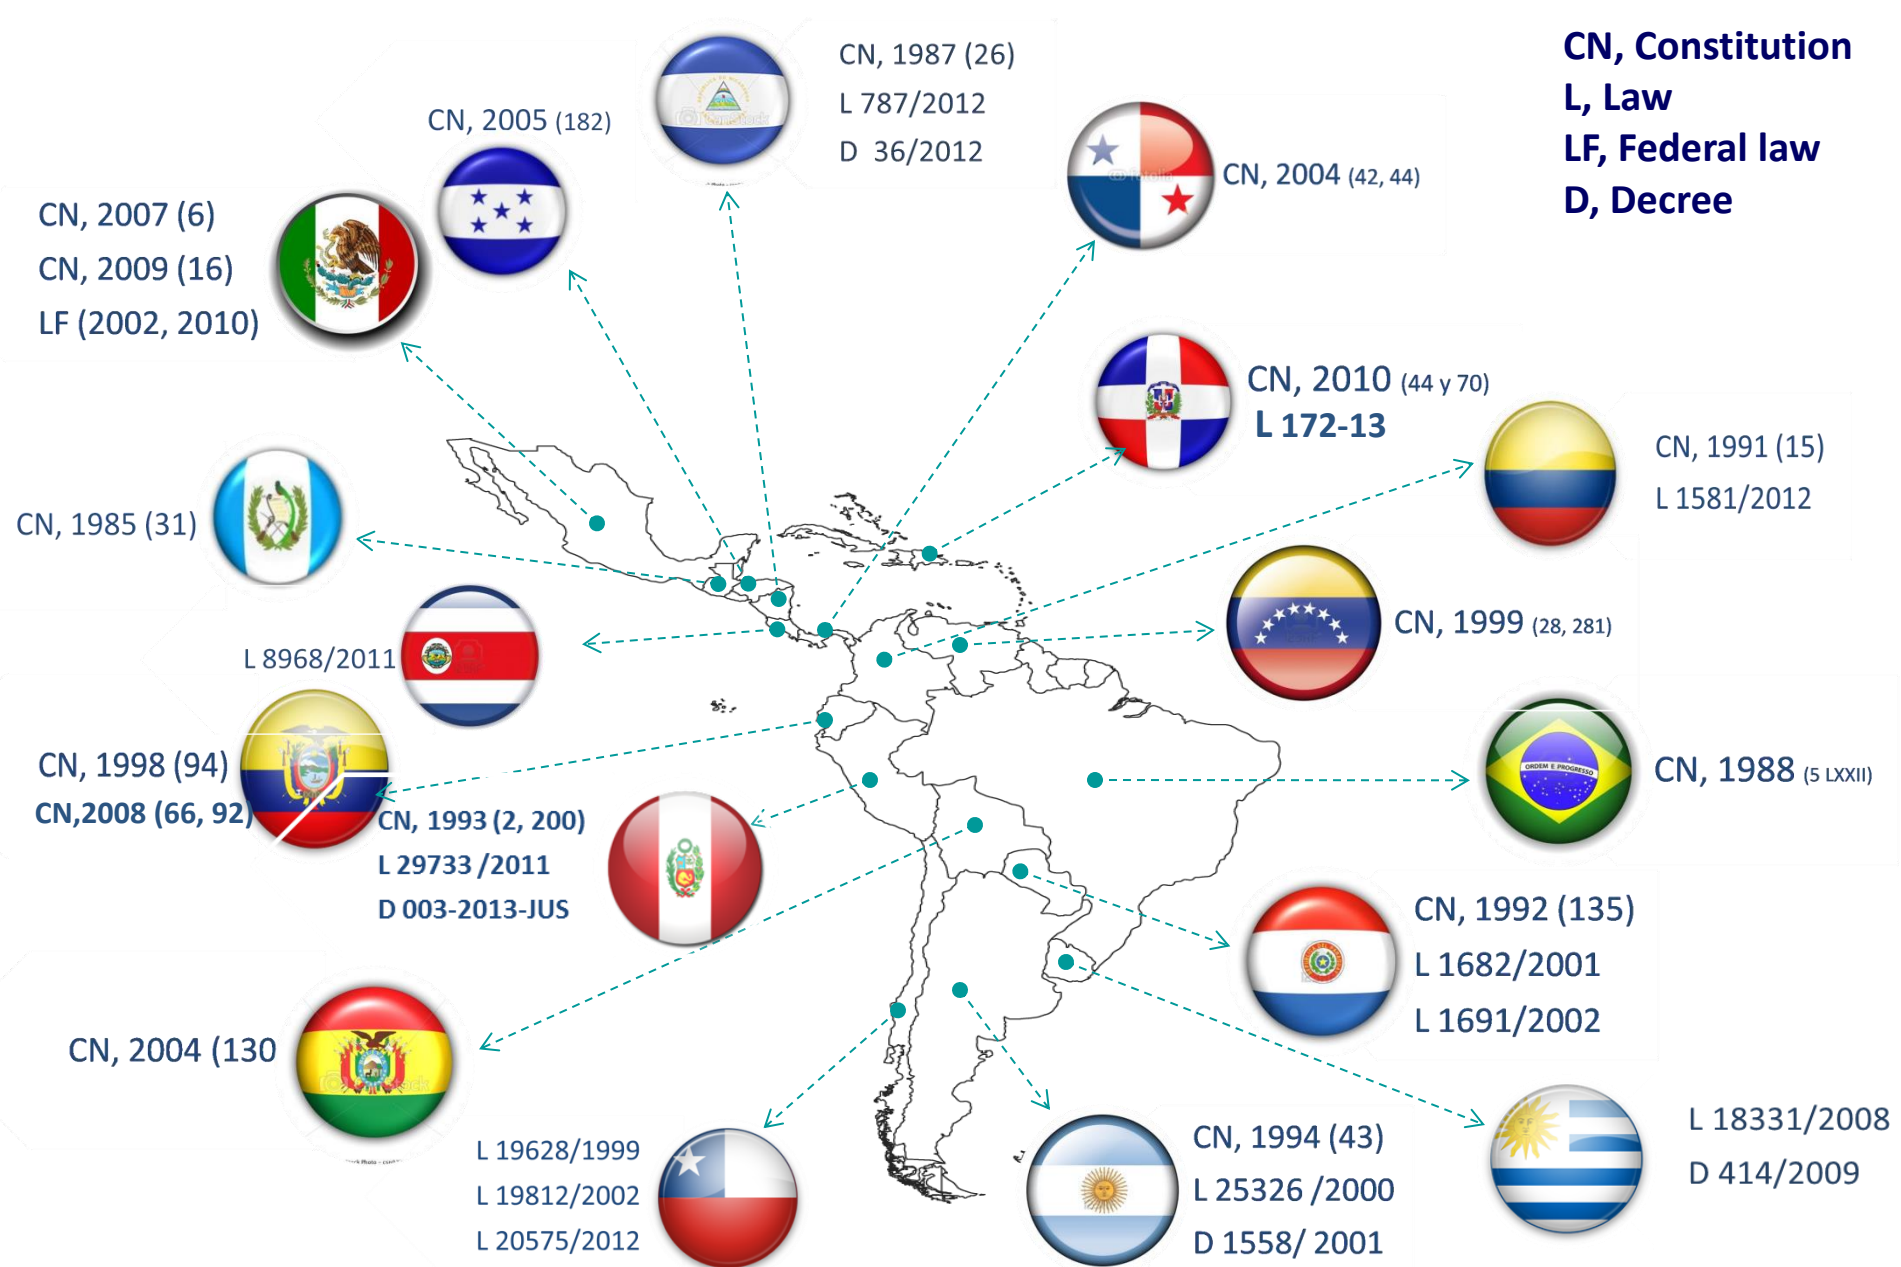 CN, Constitution
L, Law
LF, Federal law
D, Decree
CN, 1987 (26)
L 787/2012
D 36/2012
CN, 2005 (182)
CN, 2004 (42, 44)
CN, 2007 (6)
CN, 2009 (16)
LF (2002, 2010)
CN, 2010 (44 y 70)
L 172-13
CN, 1991 (15)
L 1581/2012
CN, 1985 (31)
CN, 1999 (28, 281)
L 8968/2011
CN, 1998 (94)
CN,2008 (66, 92)
CN, 1993 (2, 200)
L 29733 /2011
D 003-2013-JUS
ORDEM E PROGRESSO
CN, 1988 (5 LXXII)
CN, 1992 (135)
L 1682/2001
L 1691/2002
CN, 2004 (130
L 19628/1999
L 19812/2002
L 20575/2012
CN, 1994 (43)
L 25326 /2000
D 1558/ 2001
L 18331/2008
D 414/2009